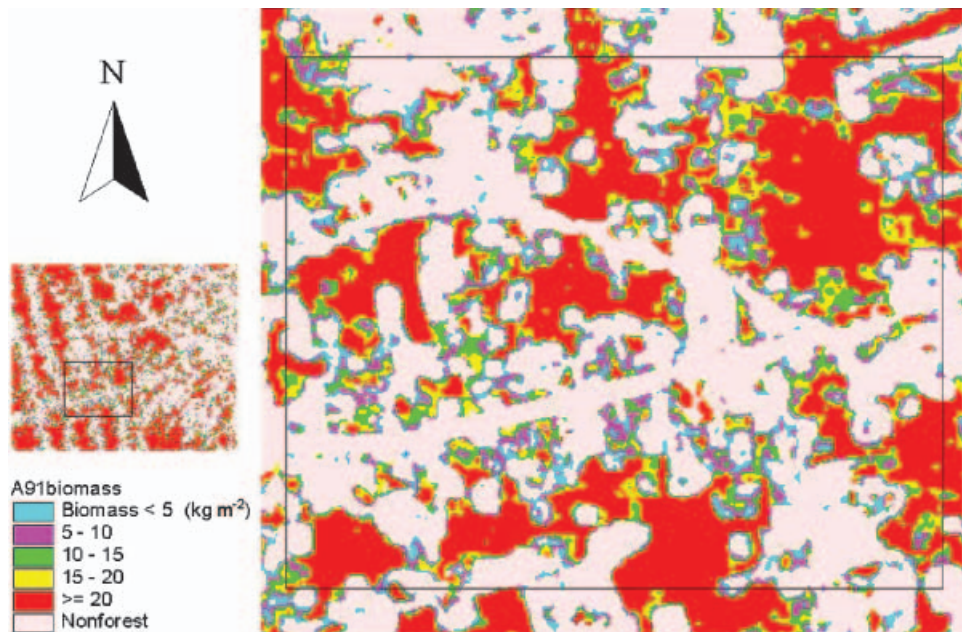 N
A91biomass
Biomass < 5 (kg m⁻²)
5 - 10
10 - 15
15 - 20
>= 20
Nonforest